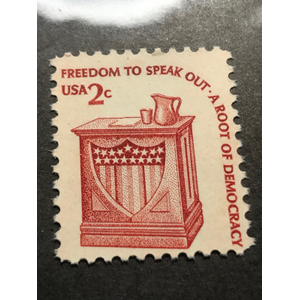 FREEDOM TO SPEAK OUT · A ROOT OF DEMOCRACY
USA 2c